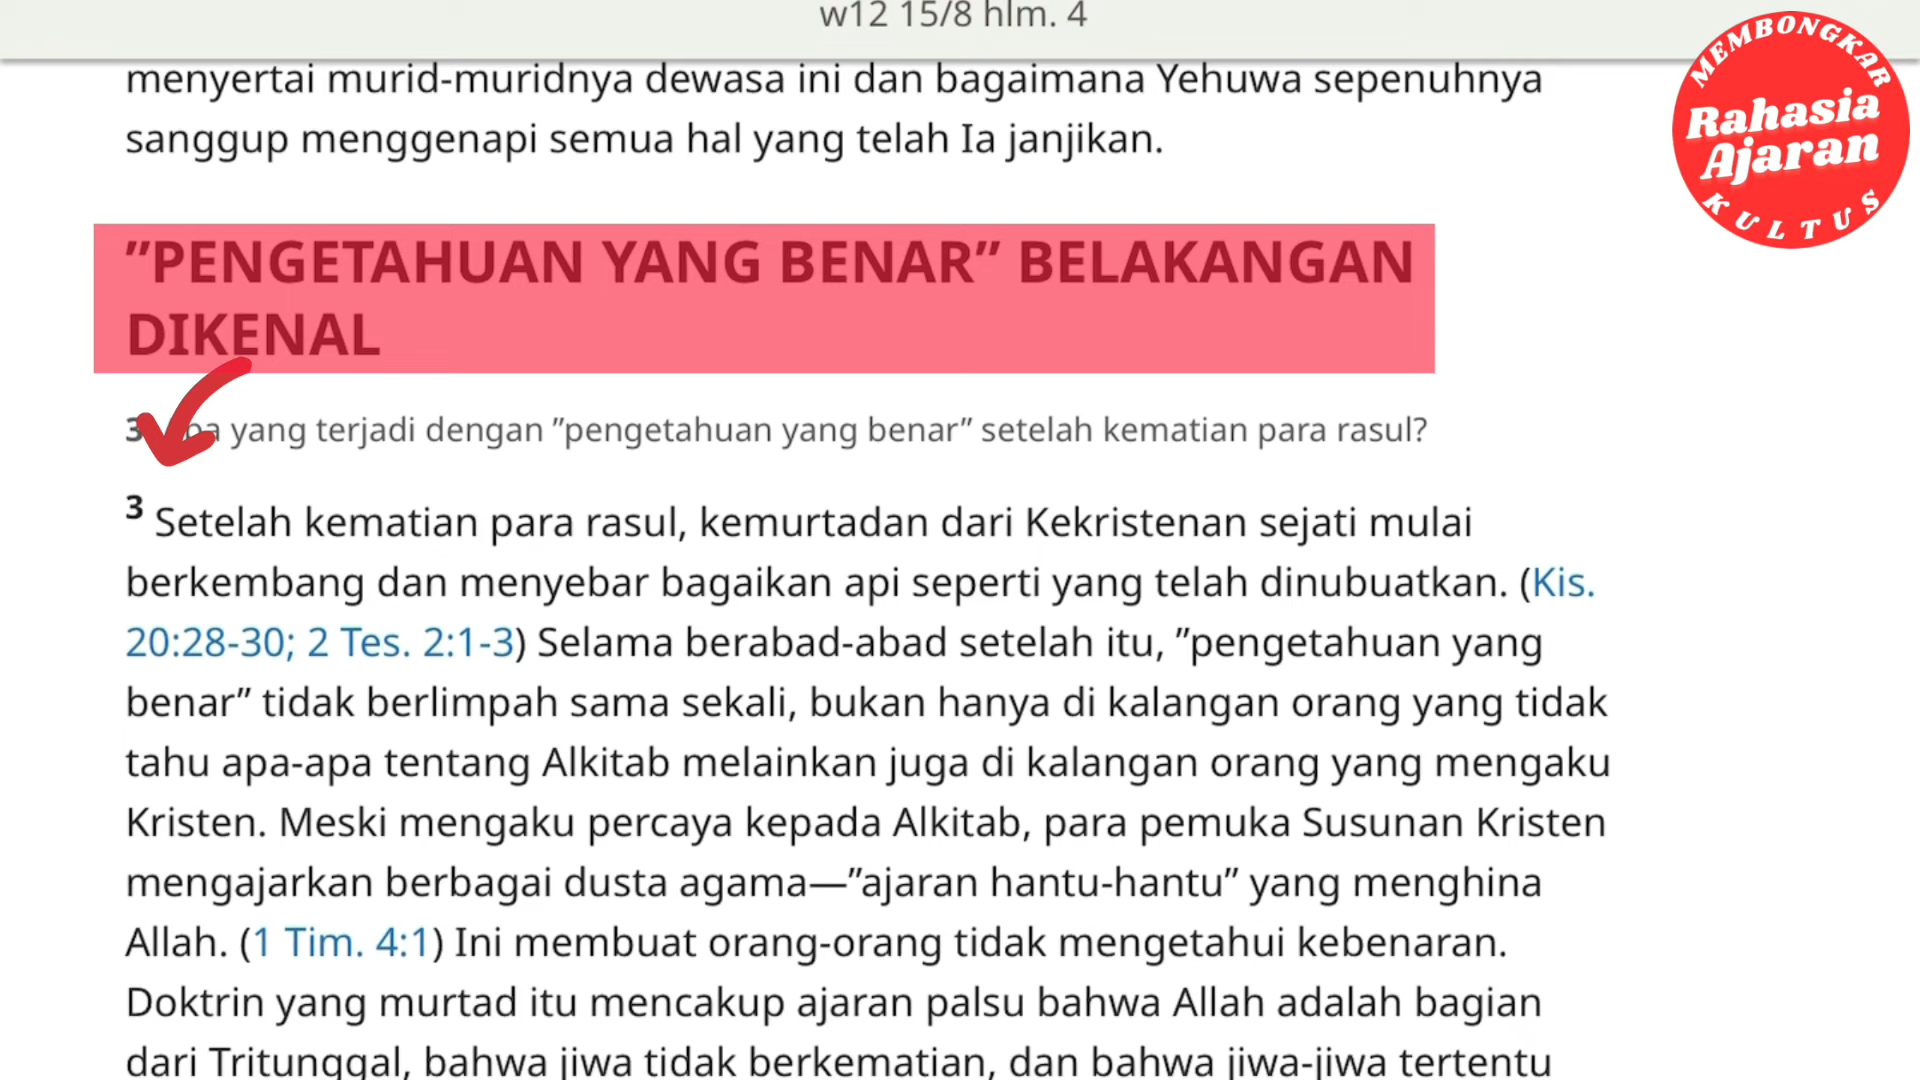 w12 15/8 hlm. 4
MEMBONGKAR
Rahasia
Ajaran
KULTUS
menyertai murid-muridnya dewasa ini dan bagaimana Yehuwa sepenuhnya
sanggup menggenapi semua hal yang telah Ia janjikan.
”PENGETAHUAN YANG BENAR” BELAKANGAN
DIKENAL
3 yang terjadi dengan ”pengetahuan yang benar” setelah kematian para rasul?
3 Setelah kematian para rasul, kemurtadan dari Kekristenan sejati mulai
berkembang dan menyebar bagaikan api seperti yang telah dinubuatkan. (Kis.
20:28-30; 2 Tes. 2:1-3) Selama berabad-abad setelah itu, ”pengetahuan yang
benar” tidak berlimpah sama sekali, bukan hanya di kalangan orang yang tidak
tahu apa-apa tentang Alkitab melainkan juga di kalangan orang yang mengaku
Kristen. Meski mengaku percaya kepada Alkitab, para pemuka Susunan Kristen
mengajarkan berbagai dusta agama—”ajaran hantu-hantu” yang menghina
Allah. (1 Tim. 4:1) Ini membuat orang-orang tidak mengetahui kebenaran.
Doktrin yang murtad itu mencakup ajaran palsu bahwa Allah adalah bagian
dari Tritunggal, bahwa jiwa tidak berkematian, dan bahwa jiwa-jiwa tertentu